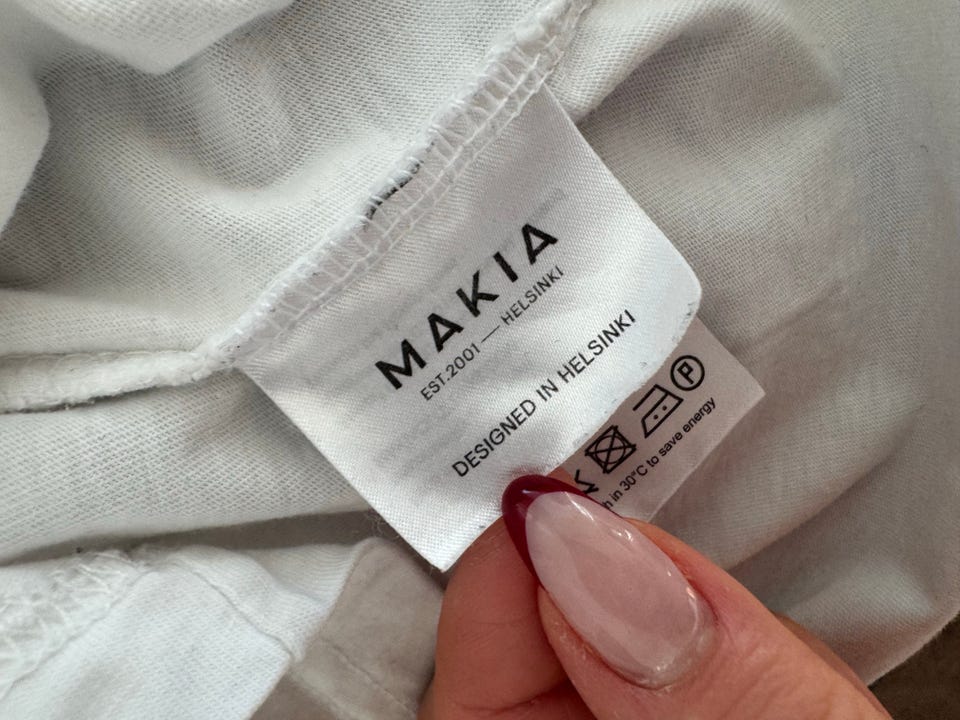 MAKIA
EST.2001 — HELSINKI
DESIGNED IN HELSINKI
P
in 30°C to save energy